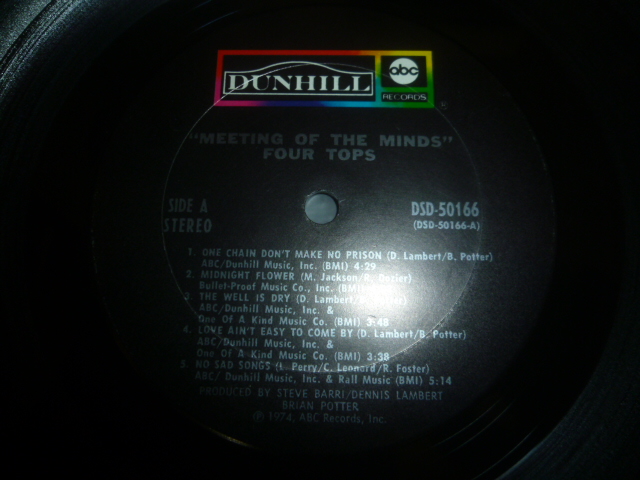 DUNHILL
abc
RECORDS
®
"MEETING OF THE MINDS"
FOUR TOPS
SIDE A
STEREO
DSD-50166
(DSD-50166-A)
1. ONE CHAIN DON'T MAKE NO PRISON (D. Lambert/B. Potter)
ABC/Dunhill Music, Inc. (BMI) 4:29
2. MIDNIGHT FLOWER (M. Jackson/R. Dozier)
Bullet-Proof Music Co., Inc. (BMI)
3. THE WELL IS DRY (D. Lambert/B. Potter)
ABC/Dunhill Music, Inc. &
One Of A Kind Music Co. (BMI) 3:48
4. LOVE AIN'T EASY TO COME BY (D. Lambert/B. Potter)
ABC/Dunhill Music, Inc. &
One Of A Kind Music Co. (BMI) 3:38
5. NO SAD SONGS (L. Perry/C. Leonard/R. Foster)
ABC/ Dunhill Music, Inc. & Rall Music (BMI) 5:14
PRODUCED BY STEVE BARRI/DENNIS LAMBERT
BRIAN POTTER
℗ 1974, ABC Records, Inc.